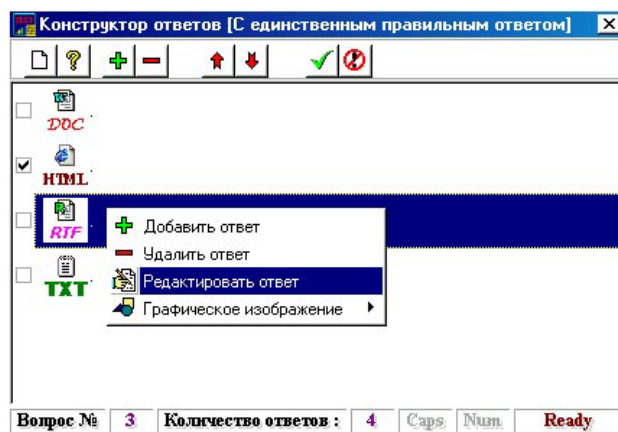 Конструктор ответов [С единственным правильным ответом]
DOC
HTML
RTF
TXT
Добавить ответ
Удалить ответ
Редактировать ответ
Графическое изображение
Вопрос № 3 Количество ответов : 4 Caps Num Ready